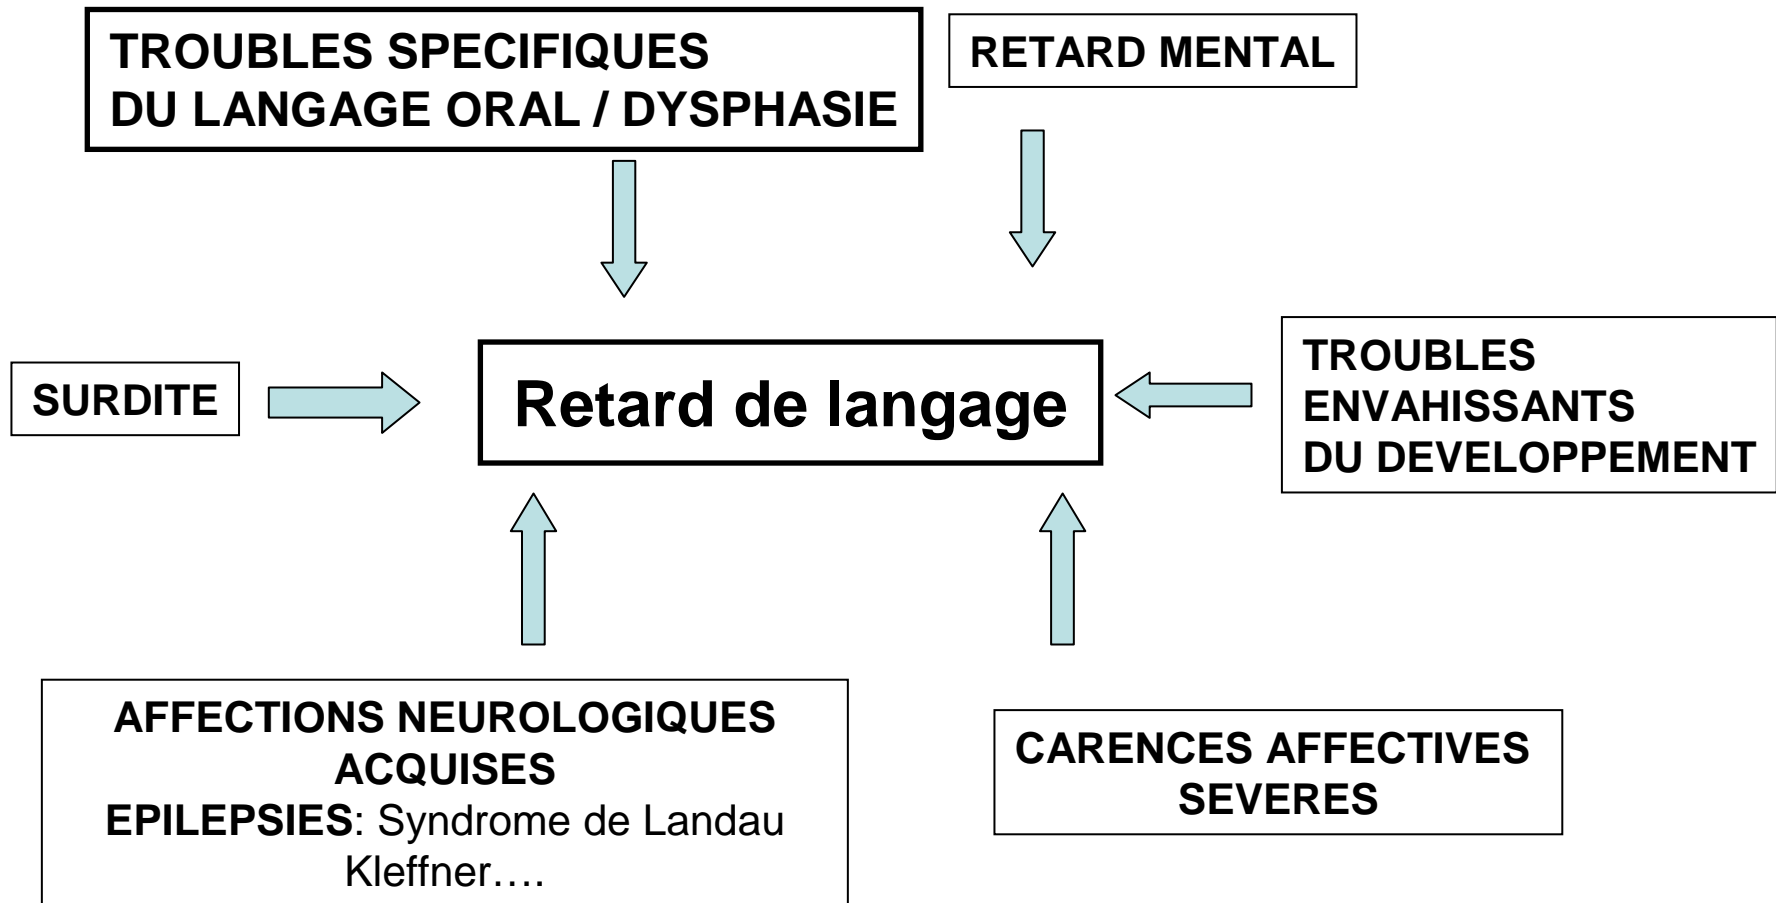 TROUBLES SPECIFIQUES
DU LANGAGE ORAL / DYSPHASIE
RETARD MENTAL
SURDITE
Retard de langage
TROUBLES
ENVAHISSANTS
DU DEVELOPPEMENT
AFFECTIONS NEUROLOGIQUES
ACQUISES
EPILEPSIES: Syndrome de Landau
Kleffner….
CARENCES AFFECTIVES
SEVERES